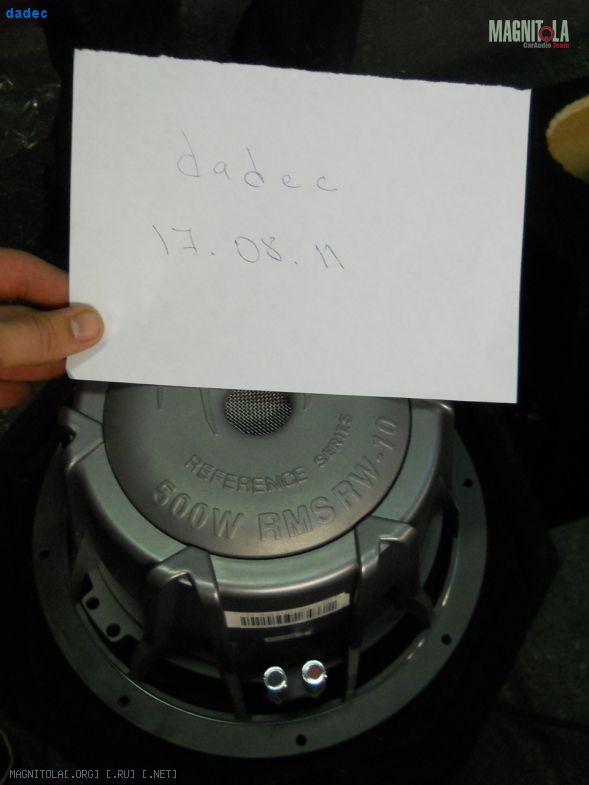 dadec
MAGNITOLA
CarAudio Team
dadec
17.08.11
REFERENCE SERIES
500W RMS RW-10
MAGNITOLA[.ORG] [.RU] [.NET]